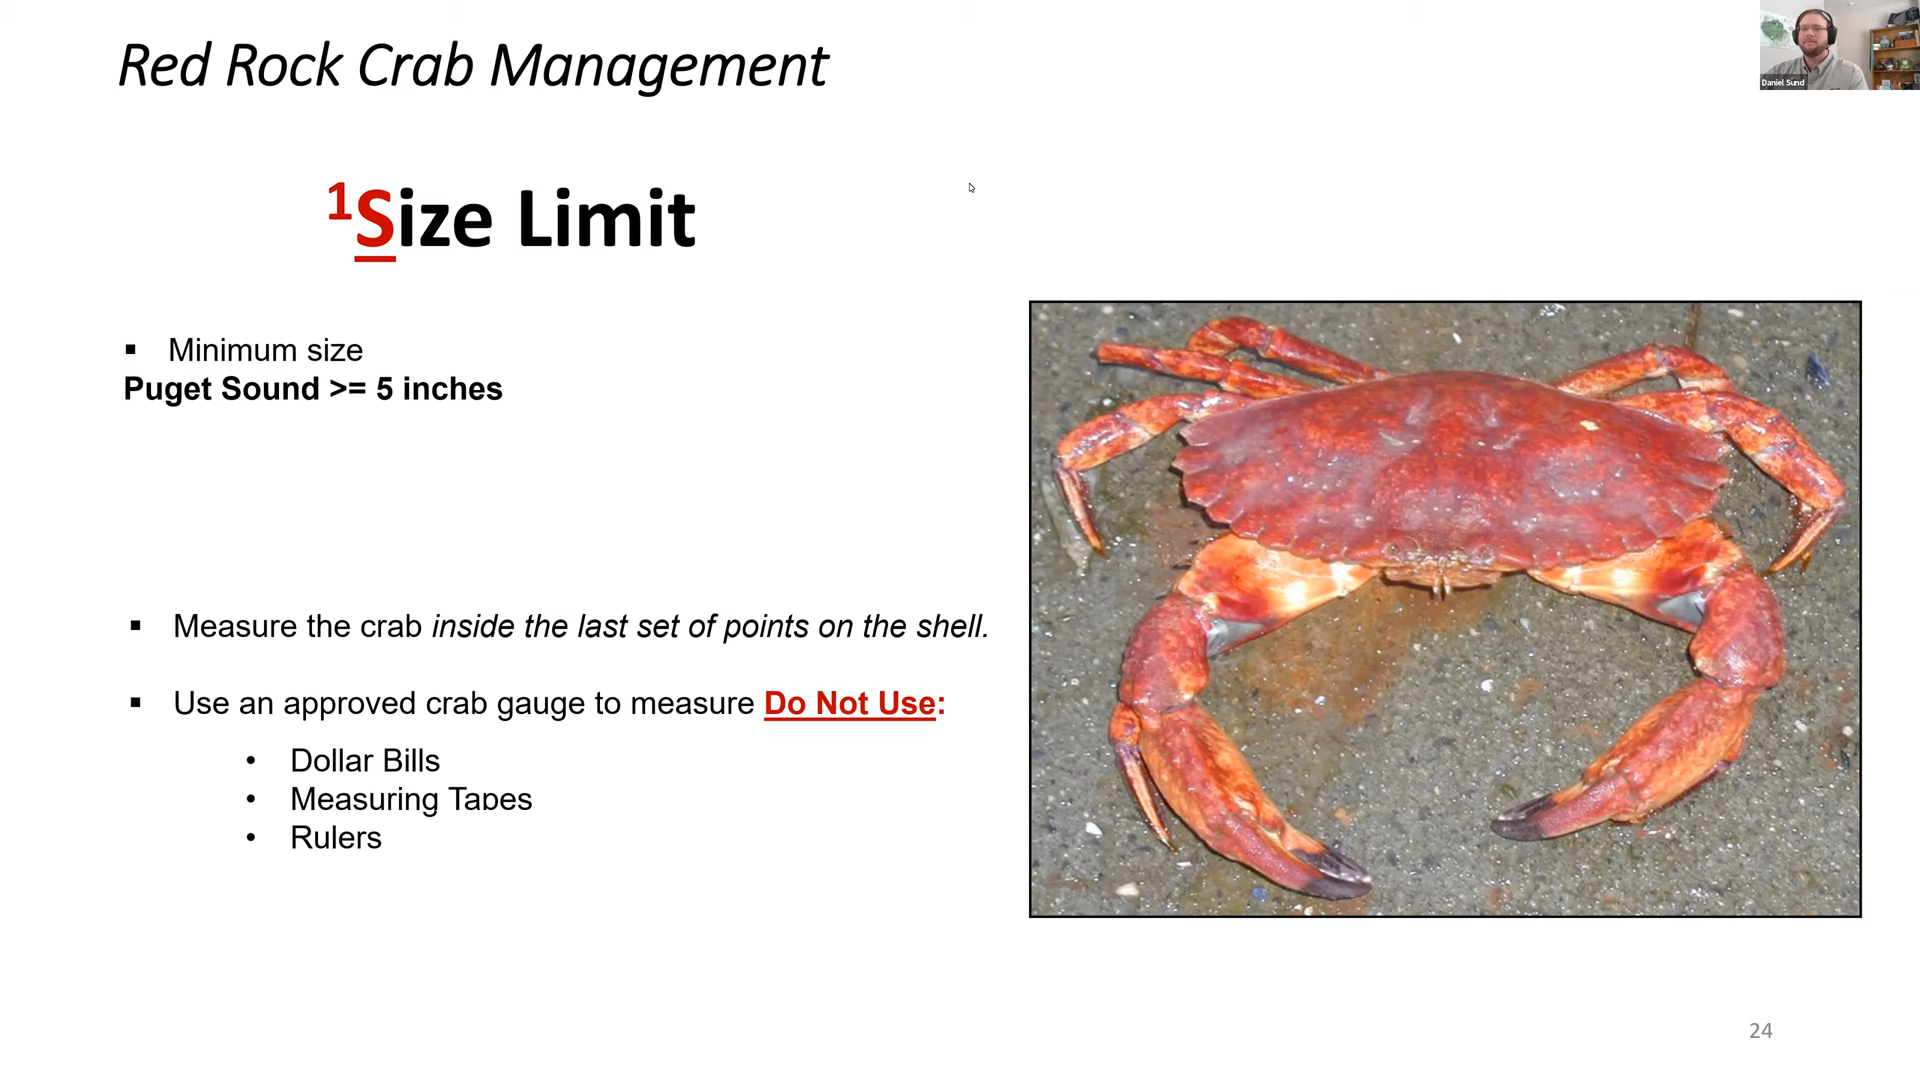 Red Rock Crab Management
Daniel Sund
1Size Limit
▪ Minimum size
Puget Sound >= 5 inches
▪ Measure the crab inside the last set of points on the shell.
▪ Use an approved crab gauge to measure Do Not Use:
• Dollar Bills
• Measuring Tapes
• Rulers
24